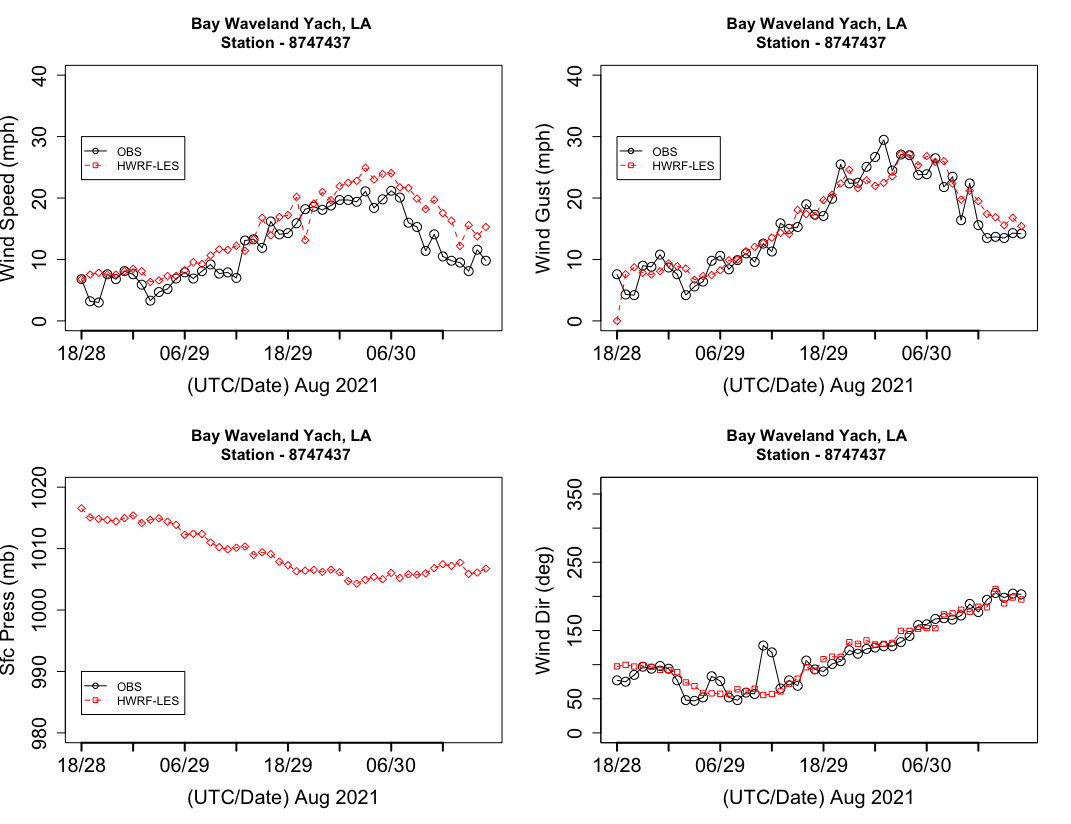 Bay Waveland Yach, LA
Station - 8747437
Wind Speed (mph)
40
30
20
10
0
OBS
HWRF-LES
18/28
06/29
18/29
06/30
(UTC/Date) Aug 2021
Bay Waveland Yach, LA
Station - 8747437
Wind Gust (mph)
40
30
20
10
0
OBS
HWRF-LES
18/28
06/29
18/29
06/30
(UTC/Date) Aug 2021
Bay Waveland Yach, LA
Station - 8747437
Sfc Press (mb)
1020
1010
1000
990
980
OBS
HWRF-LES
18/28
06/29
18/29
06/30
(UTC/Date) Aug 2021
Bay Waveland Yach, LA
Station - 8747437
Wind Dir (deg)
350
250
150
50
0
18/28
06/29
18/29
06/30
(UTC/Date) Aug 2021